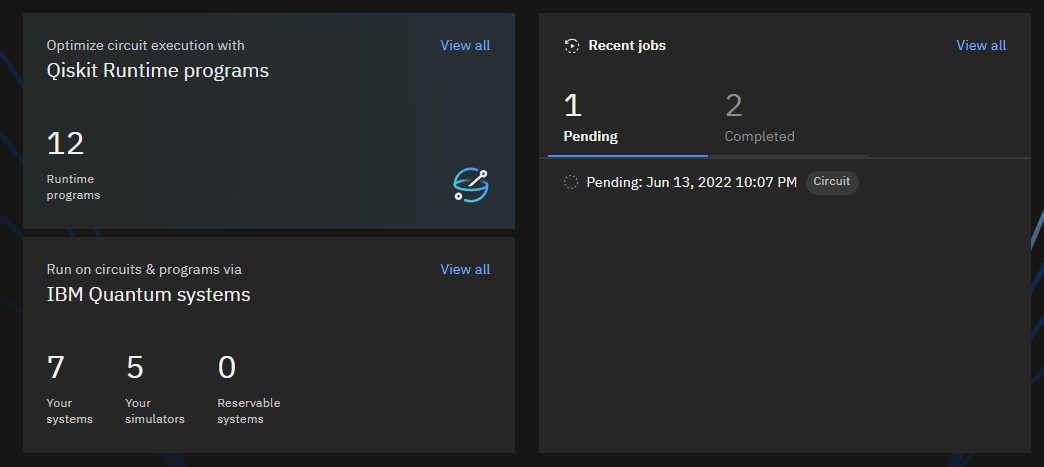 Optimize circuit execution with
View all
Qiskit Runtime programs
12
Runtime
programs
Run on circuits & programs via
View all
IBM Quantum systems
7 5 0
Your Your Reservable
systems simulators systems
Recent jobs
View all
1 2
Pending Completed
Pending: Jun 13, 2022 10:07 PM Circuit